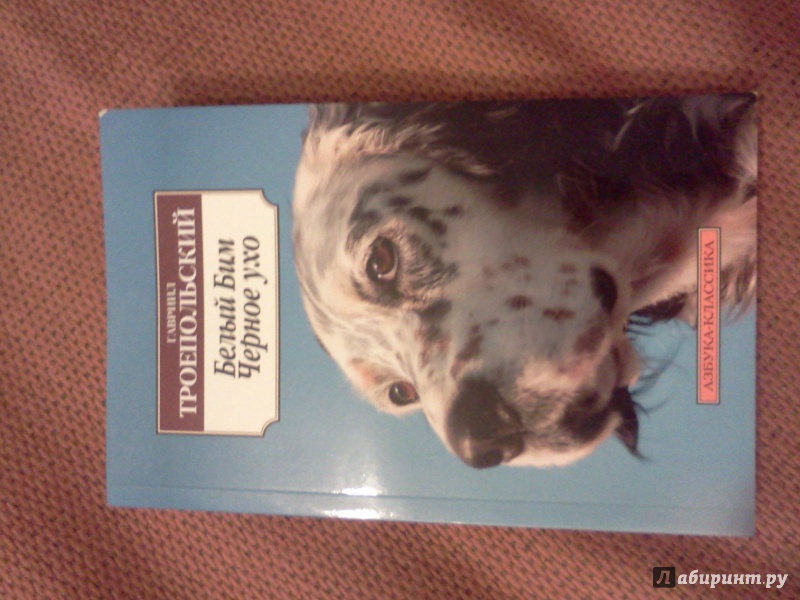 ГАВРИИЛ
ТРОЕПОЛЬСКИЙ
Белый Бим
Черное ухо
АЗБУКА-КЛАССИКА
Лабиринт.ру